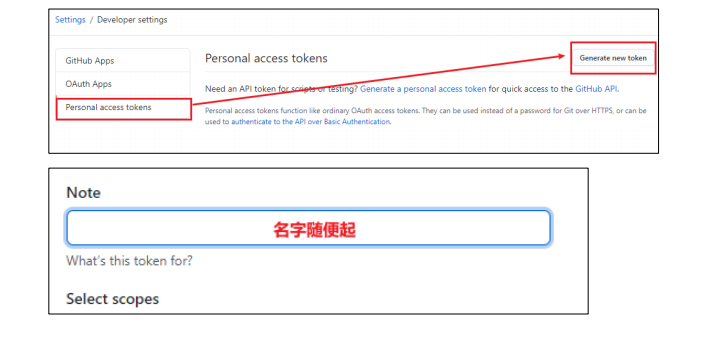 Settings / Developer settings
GitHub Apps
OAuth Apps
Personal access tokens
Personal access tokens
Generate new token
Need an API token for scripts or testing? Generate a personal access token for quick access to the GitHub API.
Personal access tokens function like ordinary OAuth access tokens. They can be used instead of a password for Git over HTTPS, or can be
used to authenticate to the API over Basic Authentication.
Note
名字随便起
What's this token for?
Select scopes